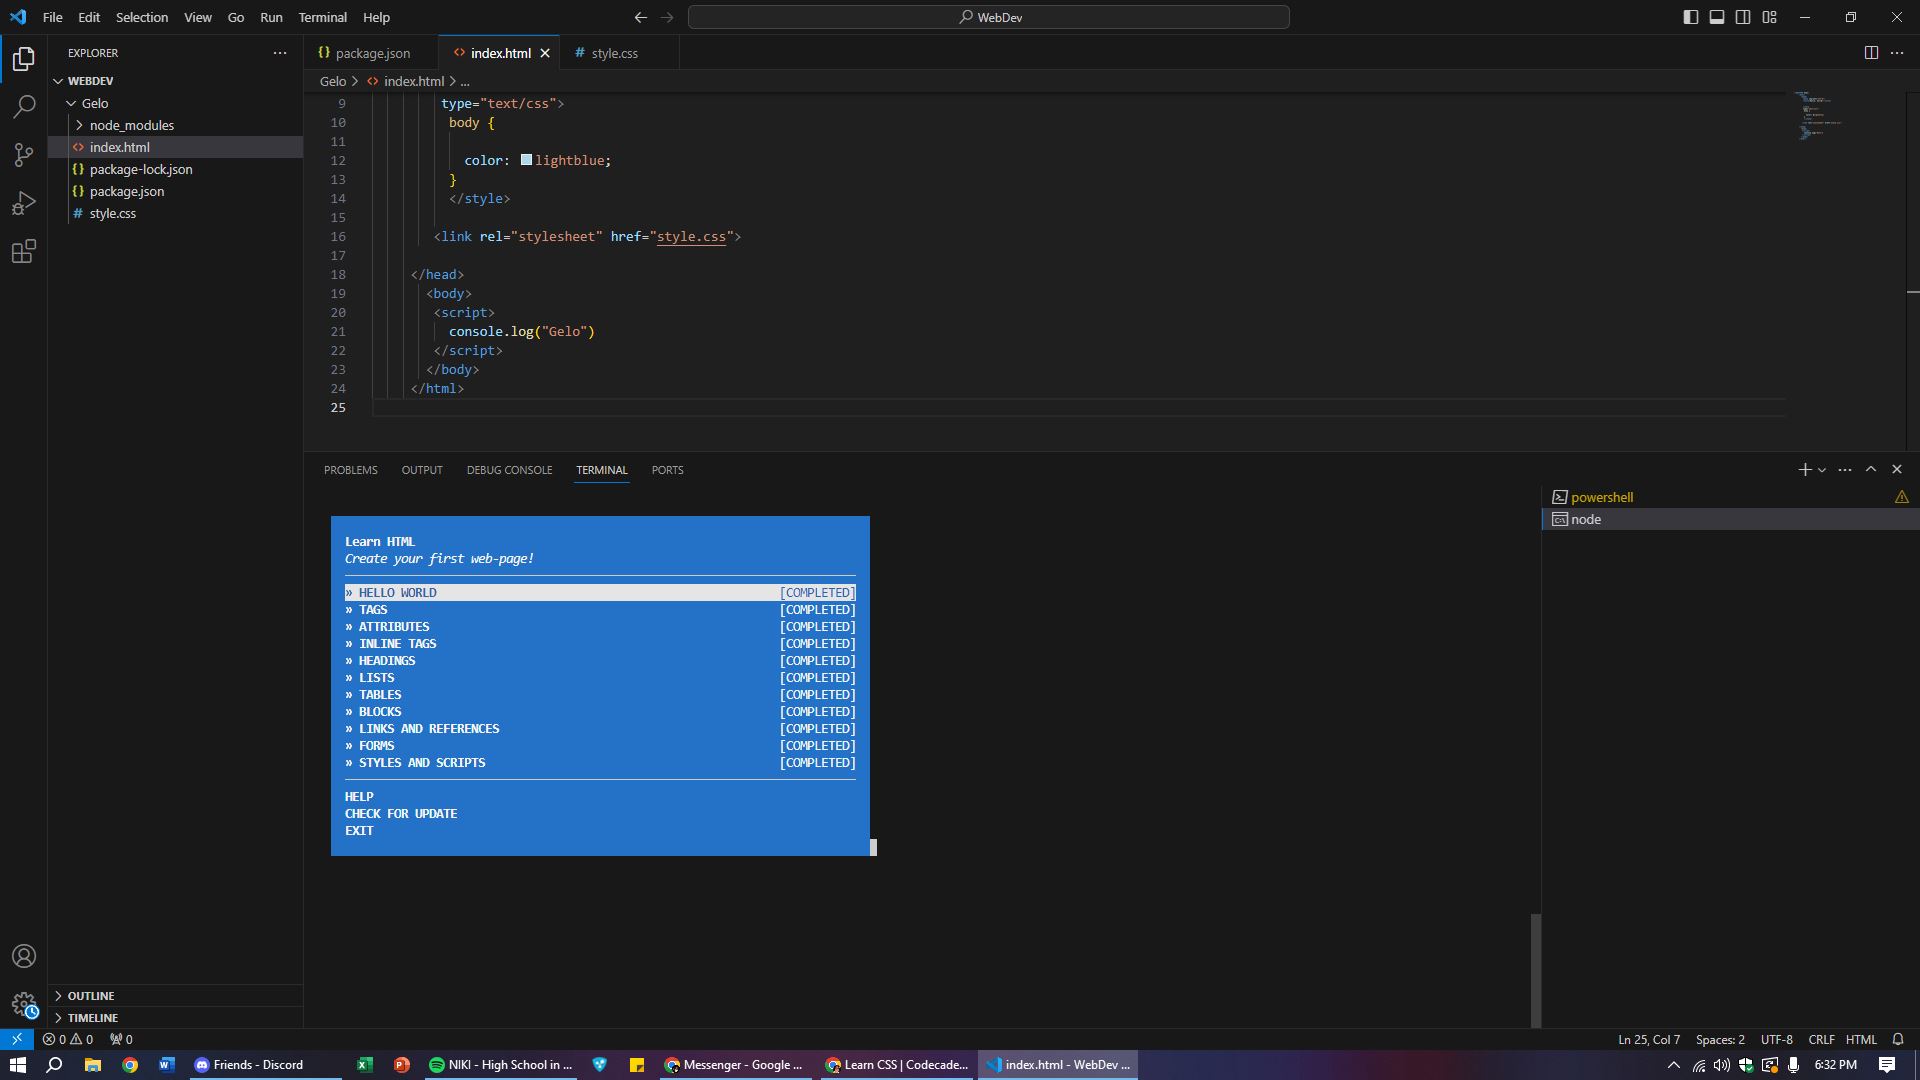 File Edit Selection View Go Run Terminal Help
WebDev
EXPLORER
WEBDEV
Gelo
node_modules
index.html
package-lock.json
package.json
style.css
OUTLINE
TIMELINE
package.json
index.html
style.css
Gelo > index.html > ...
9 type="text/css">
10 body {
11
12 color: lightblue;
13 }
14 </style>
15
16 <link rel="stylesheet" href="style.css">
17
18 </head>
19 <body>
20 <script>
21 console.log("Gelo")
22 </script>
23 </body>
24 </html>
25
PROBLEMS OUTPUT DEBUG CONSOLE TERMINAL PORTS
powershell
node
Learn HTML
Create your first web-page!
» HELLO WORLD [COMPLETED]
» TAGS [COMPLETED]
» ATTRIBUTES [COMPLETED]
» INLINE TAGS [COMPLETED]
» HEADINGS [COMPLETED]
» LISTS [COMPLETED]
» TABLES [COMPLETED]
» BLOCKS [COMPLETED]
» LINKS AND REFERENCES [COMPLETED]
» FORMS [COMPLETED]
» STYLES AND SCRIPTS [COMPLETED]
HELP
CHECK FOR UPDATE
EXIT
0 0 0
Ln 25, Col 7 Spaces: 2 UTF-8 CRLF HTML
Friends - Discord
NIKI - High School in ...
Messenger - Google ...
Learn CSS | Codecade...
index.html - WebDev ...
6:32 PM